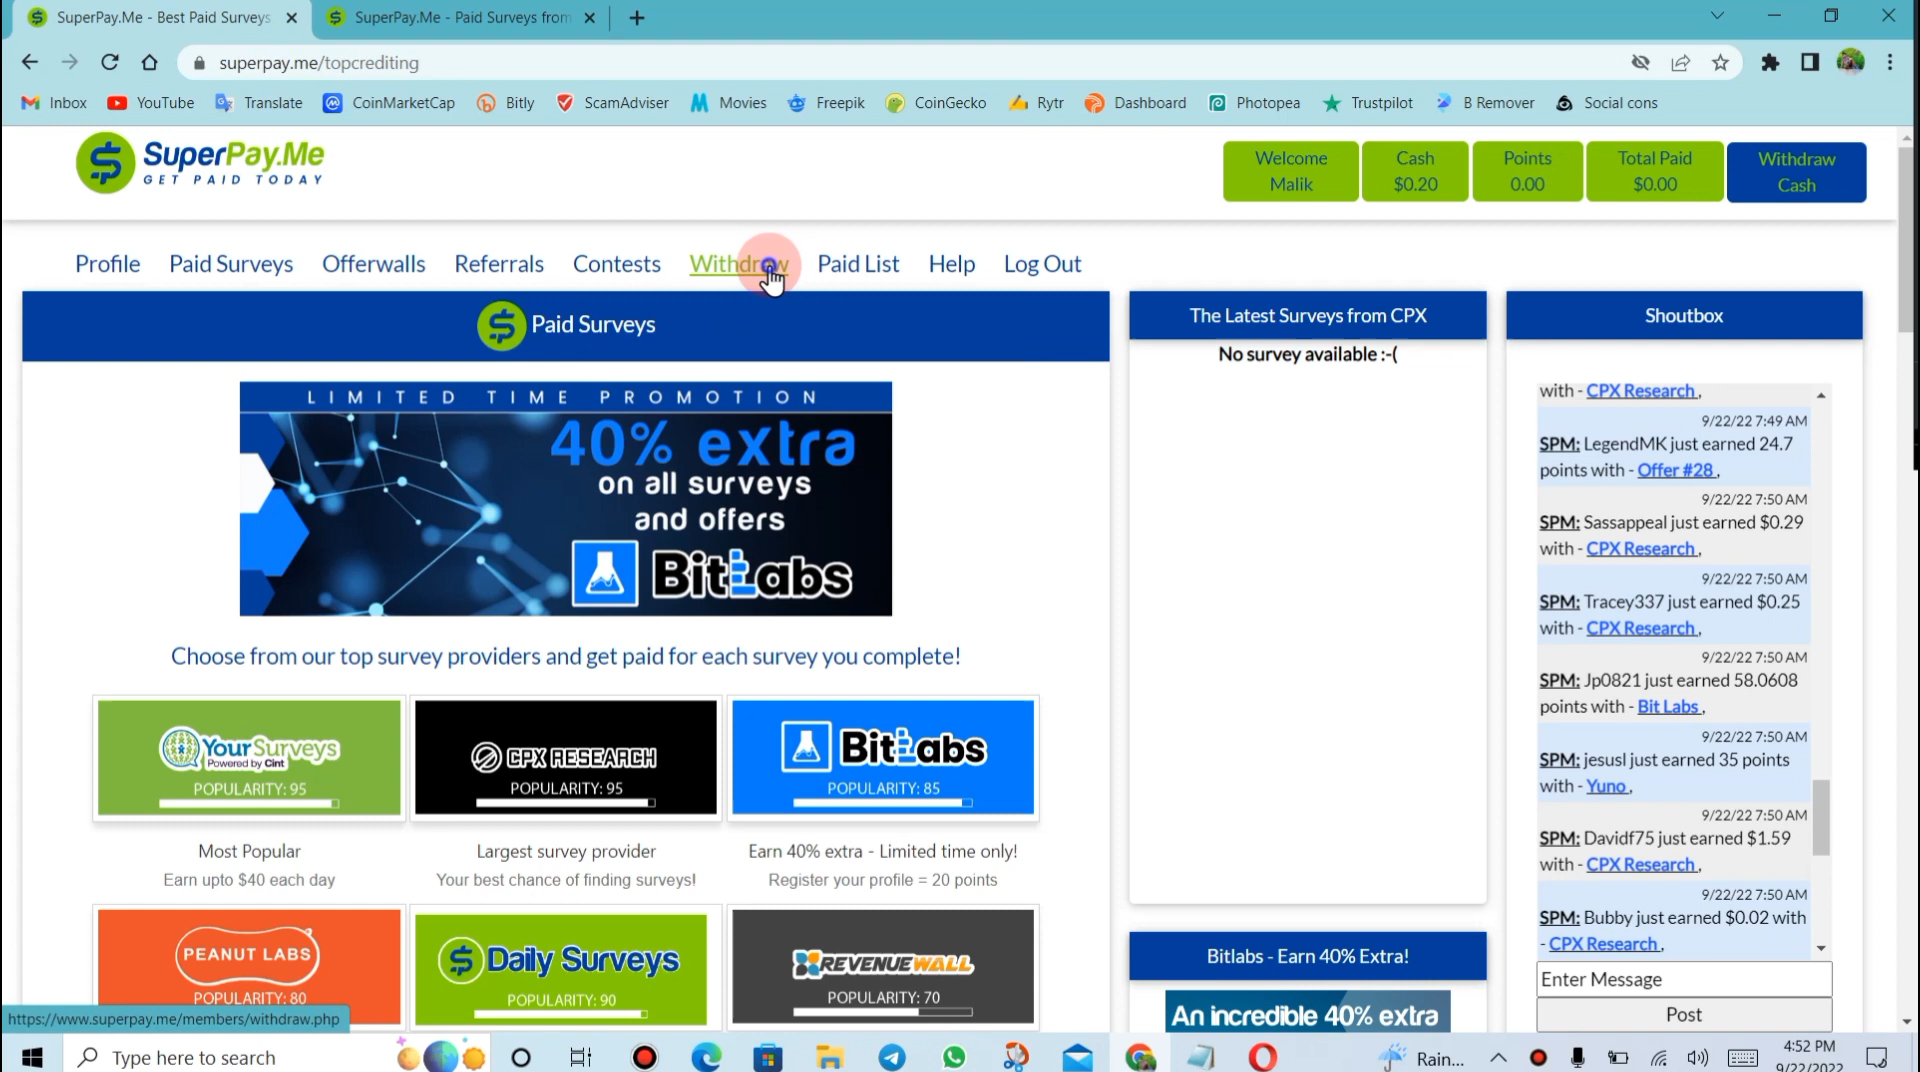 SuperPay.Me - Best Paid Surveys
SuperPay.Me - Paid Surveys from
superpay.me/topcrediting
Inbox YouTube Translate CoinMarketCap Bitly ScamAdviser Movies Freepik CoinGecko Rytr Dashboard Photopea Trustpilot B Remover Social cons
SuperPay.Me
GET PAID TODAY
Welcome
Malik
Cash
$0.20
Points
0.00
Total Paid
$0.00
Withdraw
Cash
Profile Paid Surveys Offerwalls Referrals Contests Withdraw Paid List Help Log Out
Paid Surveys
LIMITED TIME PROMOTION
40% extra
on all surveys
and offers
BitLabs
Choose from our top survey providers and get paid for each survey you complete!
YourSurveys
Powered by Cint
POPULARITY: 95
CPX RESEARCH
POPULARITY: 95
BitLabs
POPULARITY: 85
Most Popular
Earn upto $40 each day
Largest survey provider
Your best chance of finding surveys!
Earn 40% extra - Limited time only!
Register your profile = 20 points
PEANUT LABS
POPULARITY: 80
Daily Surveys
POPULARITY: 90
REVENUEWALL
POPULARITY: 70
The Latest Surveys from CPX
No survey available :-(
Bitlabs - Earn 40% Extra!
An incredible 40% extra
Shoutbox
with - CPX Research ,
9/22/22 7:49 AM
SPM: LegendMK just earned 24.7
points with - Offer #28 ,
9/22/22 7:50 AM
SPM: Sassappeal just earned $0.29
with - CPX Research ,
9/22/22 7:50 AM
SPM: Tracey337 just earned $0.25
with - CPX Research ,
9/22/22 7:50 AM
SPM: Jp0821 just earned 58.0608
points with - Bit Labs ,
9/22/22 7:50 AM
SPM: jesusl just earned 35 points
with - Yuno ,
9/22/22 7:50 AM
SPM: Davidf75 just earned $1.59
with - CPX Research ,
9/22/22 7:50 AM
SPM: Bubby just earned $0.02 with
- CPX Research ,
Enter Message
Post
https://www.superpay.me/members/withdraw.php
Type here to search
Rain...
4:52 PM
9/22/2022